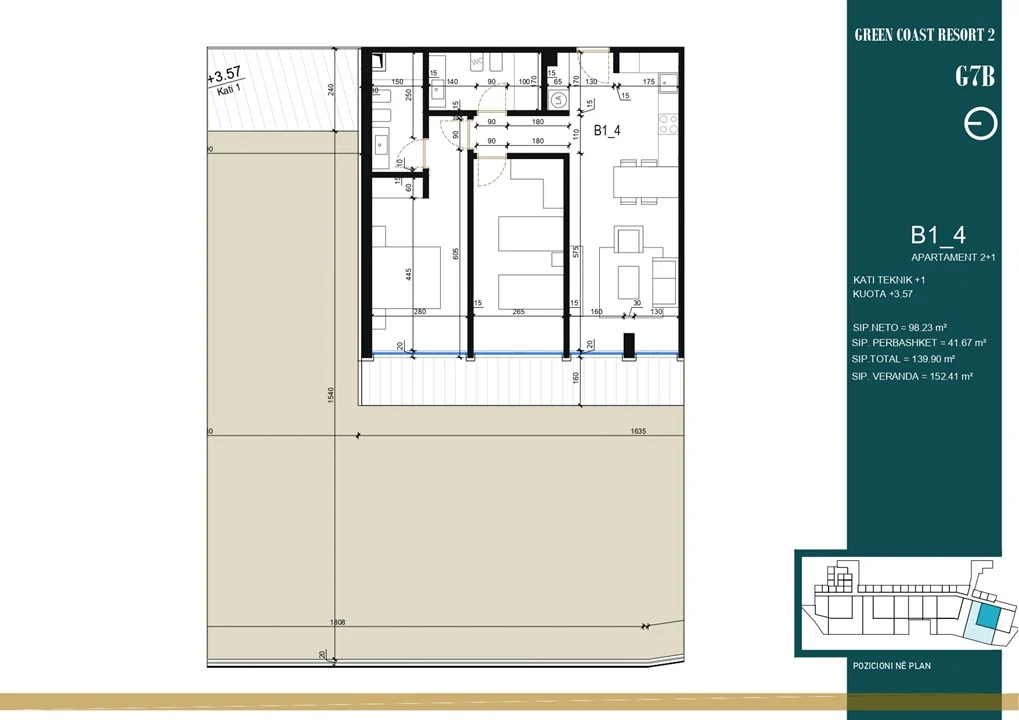 GREEN COAST RESORT 2
G7B
B1_4
APARTAMENT 2+1
KATI TEKNIK +1
KUOTA +3.57
SIP.NETO = 98.23 m²
SIP. PERBASHKET = 41.67 m²
SIP.TOTAL = 139.90 m²
SIP. VERANDA = 152.41 m²
POZICIONI NË PLAN
+3.57
Kati 1
240
150
250
15
140
90
100
170
WC
15
15
65
170
130
175
15
15
LA
90
180
90
90
180
110
B1_4
10
15
60
605
445
575
15
15
280
265
160
30
130
20
20
160
1540
1635
1808
20